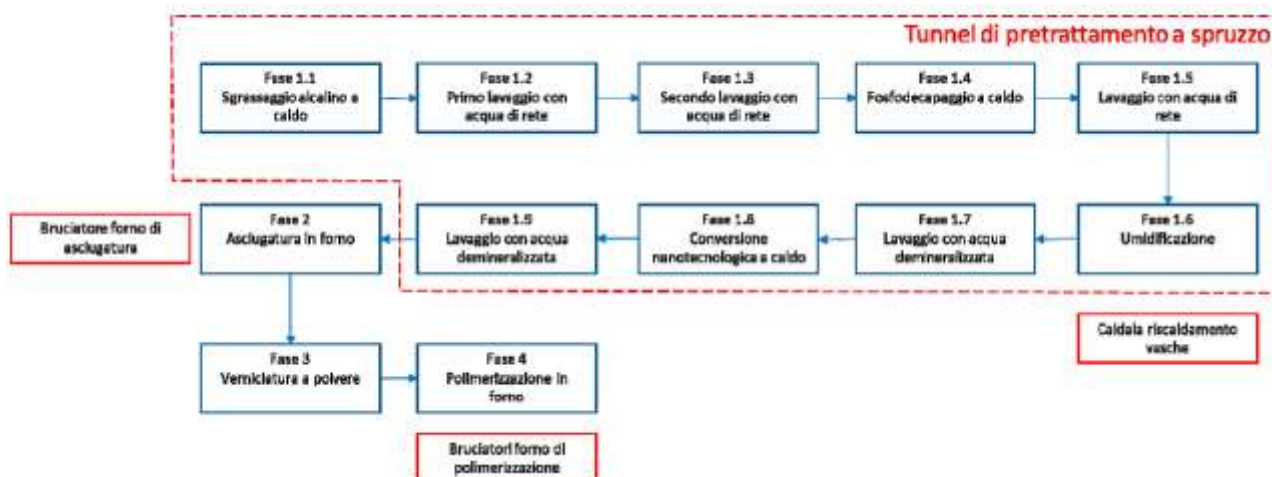 Tunnel di pretrattamento a spruzzo
Fase 1.1
Sgrassaggio alcalino a
caldo
Fase 1.2
Primo lavaggio con
acqua di rete
Fase 1.3
Secondo lavaggio con
acqua di rete
Fase 1.4
Fosfodecapaggio a caldo
Fase 1.5
Lavaggio con acqua di
rete
Bruciatore forno di
asciugatura
Fase 2
Asciugatura in forno
Fase 1.9
Lavaggio con acqua
demineralizzata
Fase 1.8
Conversione
nanotecnologica a caldo
Fase 1.7
Lavaggio con acqua
demineralizzata
Fase 1.6
Umidificazione
Caldaia riscaldamento
vasche
Fase 3
Verniciatura a polvere
Fase 4
Polimerizzazione in
forno
Bruciatori forno di
polimerizzazione